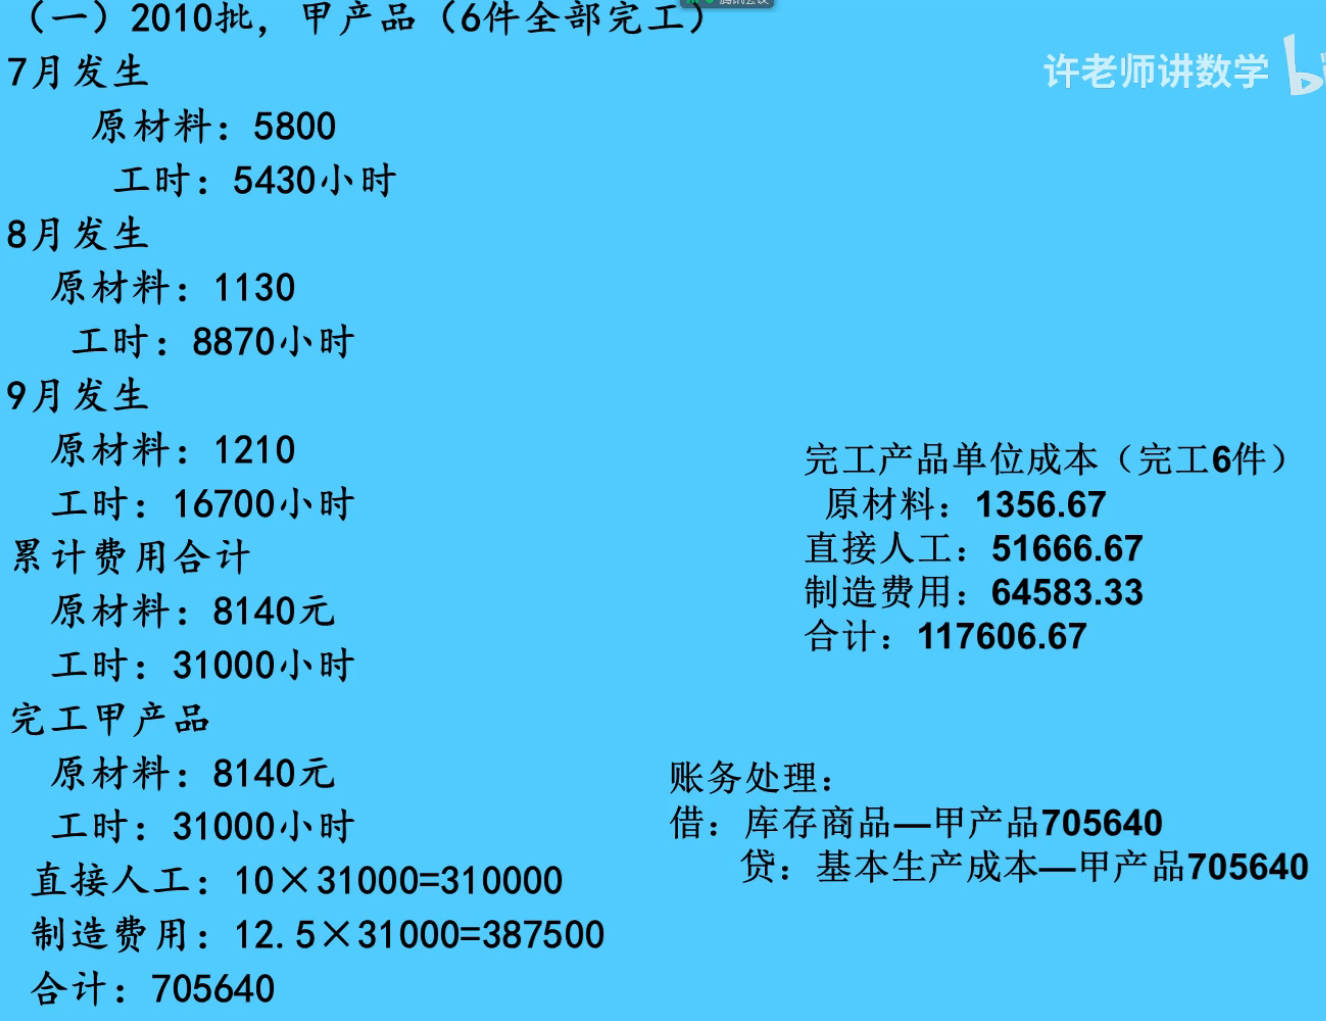 （一）2010批，甲产品（6件全部完工）
许老师讲数学
7月发生
原材料：5800
工时：5430小时
8月发生
原材料：1130
工时：8870小时
9月发生
原材料：1210
工时：16700小时
累计费用合计
原材料：8140元
工时：31000小时
完工甲产品
原材料：8140元
工时：31000小时
直接人工：10×31000=310000
制造费用：12.5×31000=387500
合计：705640
完工产品单位成本（完工6件）
原材料：1356.67
直接人工：51666.67
制造费用：64583.33
合计：117606.67
账务处理：
借：库存商品—甲产品705640
贷：基本生产成本—甲产品705640